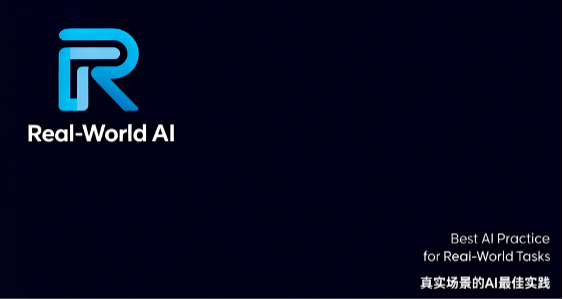 Real-World AI
Best AI Practice
for Real-World Tasks
真实场景的AI最佳实践